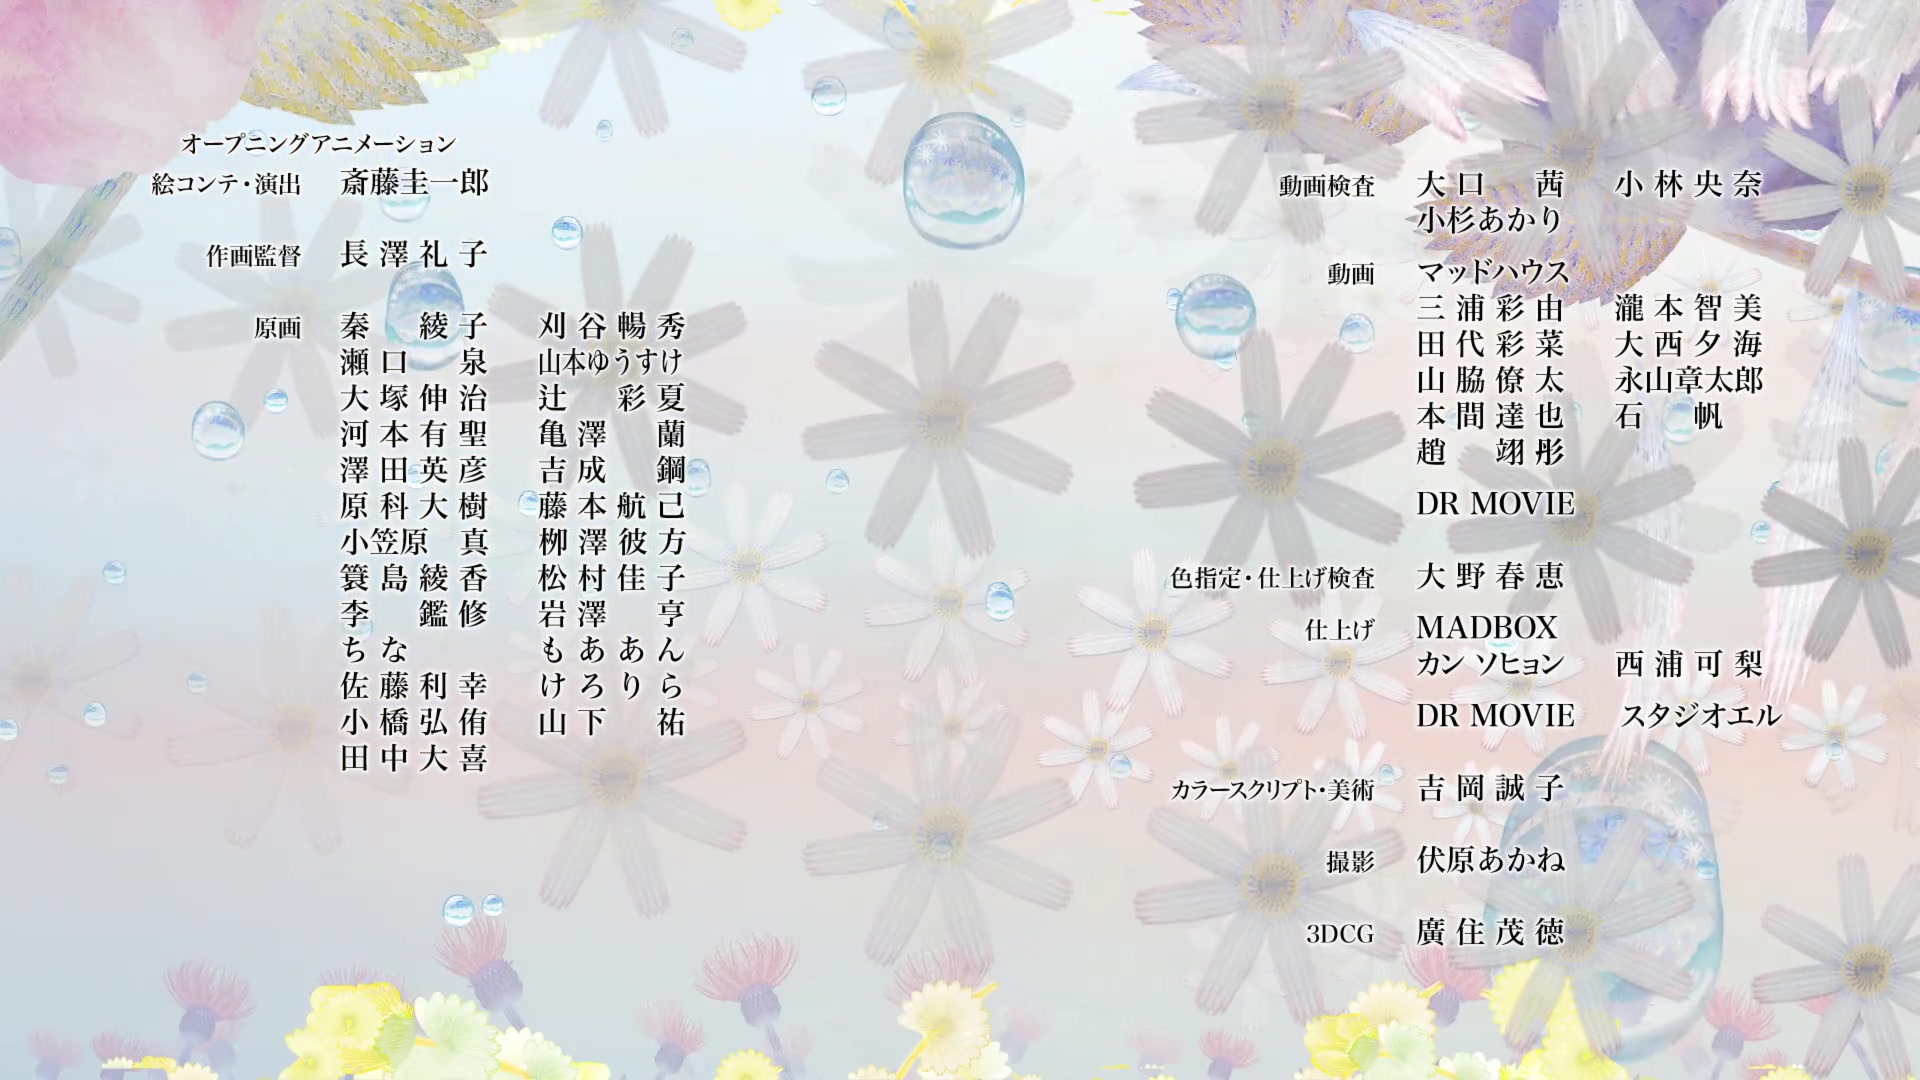 オープニングアニメーション
絵コンテ・演出 斎藤圭一郎
作画監督 長澤礼子
原画 秦綾子 刈谷暢秀
瀬口泉 山本ゆうすけ
大塚伸治 辻彩夏
河本有聖 亀澤蘭
澤田英彦 吉成鋼
原科大樹 藤本航己
小笠原真 柳澤彼方
簑島綾香 松村佳子
李鑑修 岩澤亨
ちな もああん
佐藤利幸 けろりら
小橋弘侑 山下祐
田中大喜
動画検査 大口茜 小林央奈
小杉あかり
動画 マッドハウス
三浦彩由 瀧本智美
田代彩菜 大西夕海
山脇僚太 永山章太郎
本間達也 石帆
趙翊彤
DR MOVIE
色指定・仕上げ検査 大野春恵
仕上げ MADBOX
カン ソヒョン 西浦可梨
DR MOVIE スタジオエル
カラースクリプト・美術 吉岡誠子
撮影 伏原あかね
3DCG 廣住茂徳